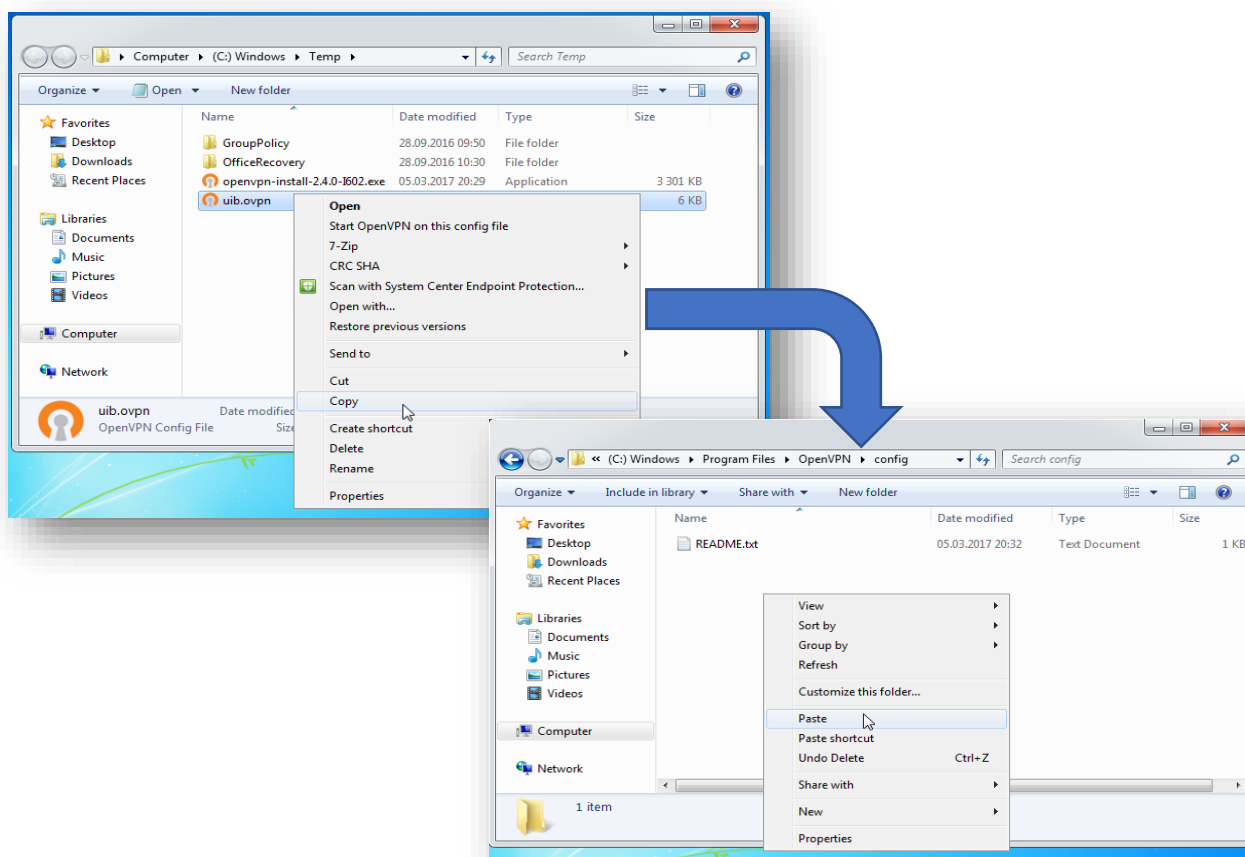 Computer ▸ (C:) Windows ▸ Temp ▸
Search Temp
Organize Open New folder
Name Date modified Type Size
Favorites
Desktop
Downloads
Recent Places
Libraries
Documents
Music
Pictures
Videos
Computer
Network
GroupPolicy 28.09.2016 09:50 File folder
OfficeRecovery 28.09.2016 10:30 File folder
openvpn-install-2.4.0-I602.exe 05.03.2017 20:29 Application 3 301 KB
uib.ovpn 6 KB
Open
Start OpenVPN on this config file
7-Zip
CRC SHA
Scan with System Center Endpoint Protection...
Open with...
Restore previous versions
Send to
Cut
Copy
Create shortcut
Delete
Rename
Properties
uib.ovpn Date modified
OpenVPN Config File Size
« (C:) Windows ▸ Program Files ▸ OpenVPN ▸ config
Search config
Organize Include in library Share with New folder
Name Date modified Type Size
Favorites
Desktop
Downloads
Recent Places
Libraries
Documents
Music
Pictures
Videos
Computer
Network
README.txt 05.03.2017 20:32 Text Document 1 KB
View
Sort by
Group by
Refresh
Customize this folder...
Paste
Paste shortcut
Undo Delete Ctrl+Z
Share with
New
Properties
1 item